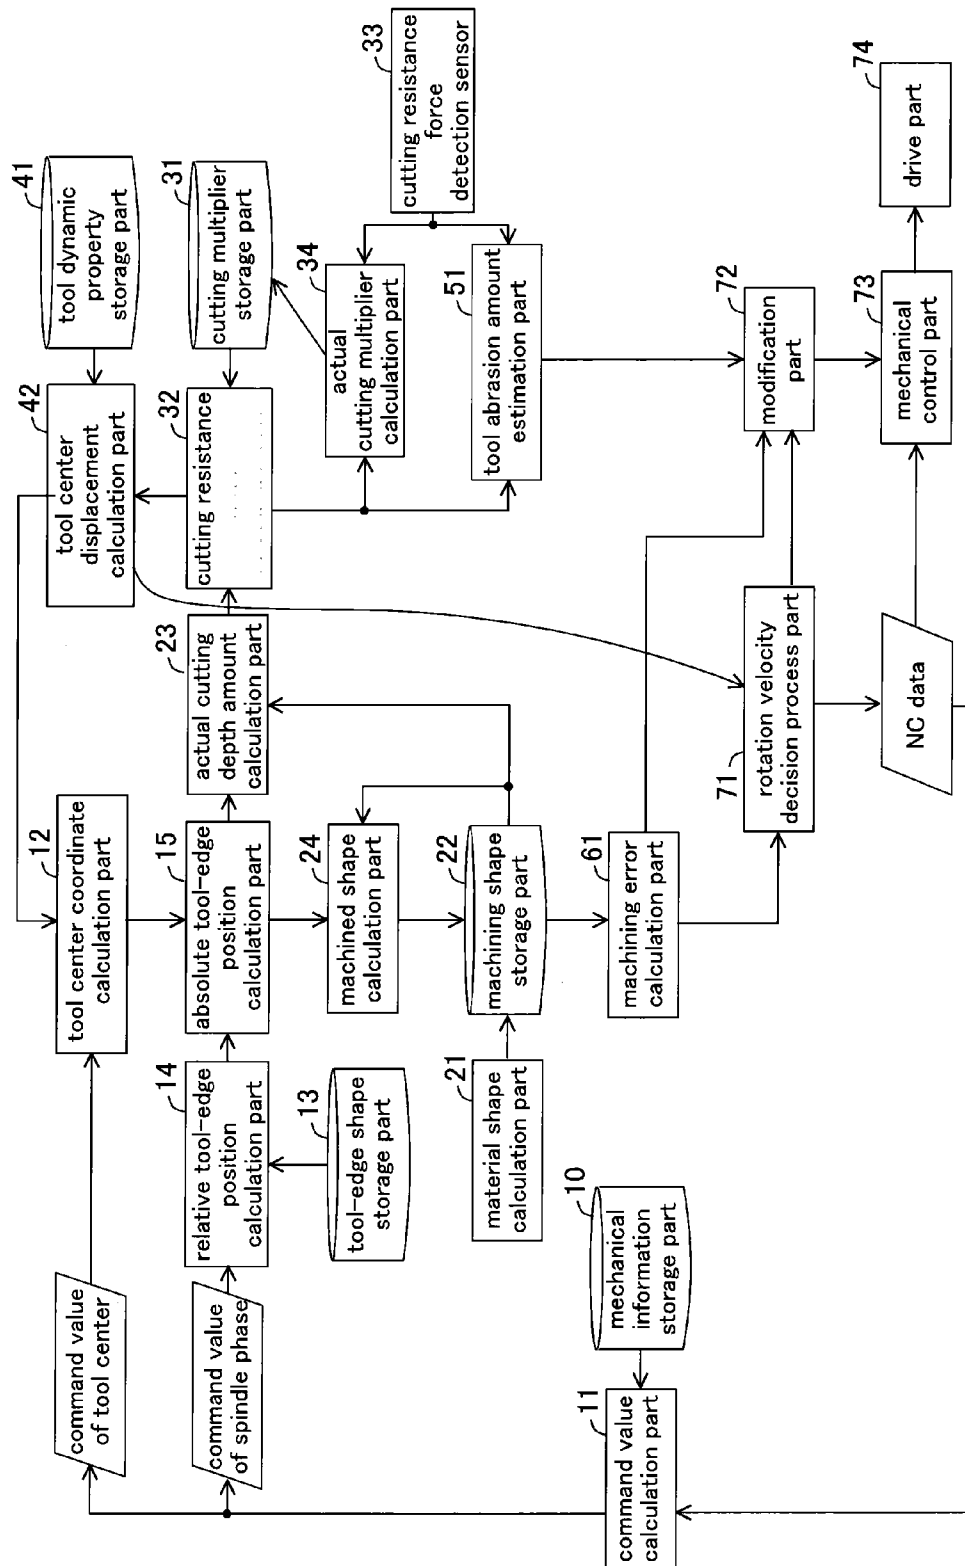 command value
of tool center
12
tool center coordinate
calculation part
42
tool center
displacement
calculation part
41
tool dynamic
property
storage part
command value
of spindle phase
14
relative tool-edge
position
calculation part
15
absolute tool-edge
position
calculation part
23
actual cutting
depth amount
calculation part
32
cutting resistance
31
cutting multiplier
storage part
13
tool-edge shape
storage part
24
machined shape
calculation part
34
actual
cutting multiplier
calculation part
33
cutting resistance
force
detection sensor
21
material shape
calculation part
22
machining shape
storage part
51
tool abrasion amount
estimation part
10
mechanical
information
storage part
11
command value
calculation part
61
machining error
calculation part
71
rotation velocity
decision process part
72
modification
part
NC data
73
mechanical
control part
74
drive part